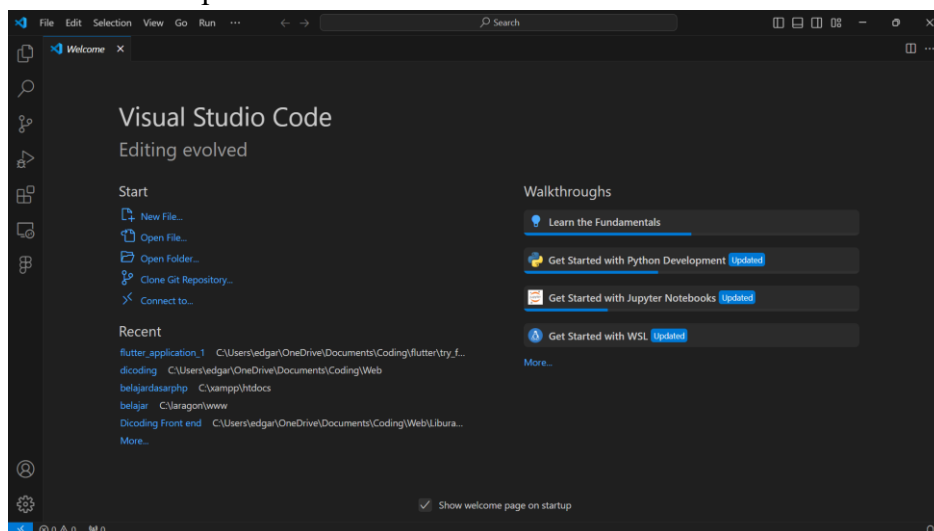 File Edit Selection View Go Run ...
Search
Welcome
Visual Studio Code
Editing evolved
Start
New File...
Open File...
Open Folder...
Clone Git Repository...
Connect to...
Recent
flutter_application_1 C:\Users\edgar\OneDrive\Documents\Coding\flutter\try_f...
dicoding C:\Users\edgar\OneDrive\Documents\Coding\Web
belajardasarphp C:\xampp\htdocs
belajar C:\laragon\www
Dicoding Front end C:\Users\edgar\OneDrive\Documents\Coding\Web\Libura...
More...
Walkthroughs
Learn the Fundamentals
Get Started with Python Development Updated
Get Started with Jupyter Notebooks Updated
Get Started with WSL Updated
More...
Show welcome page on startup
0 0 0